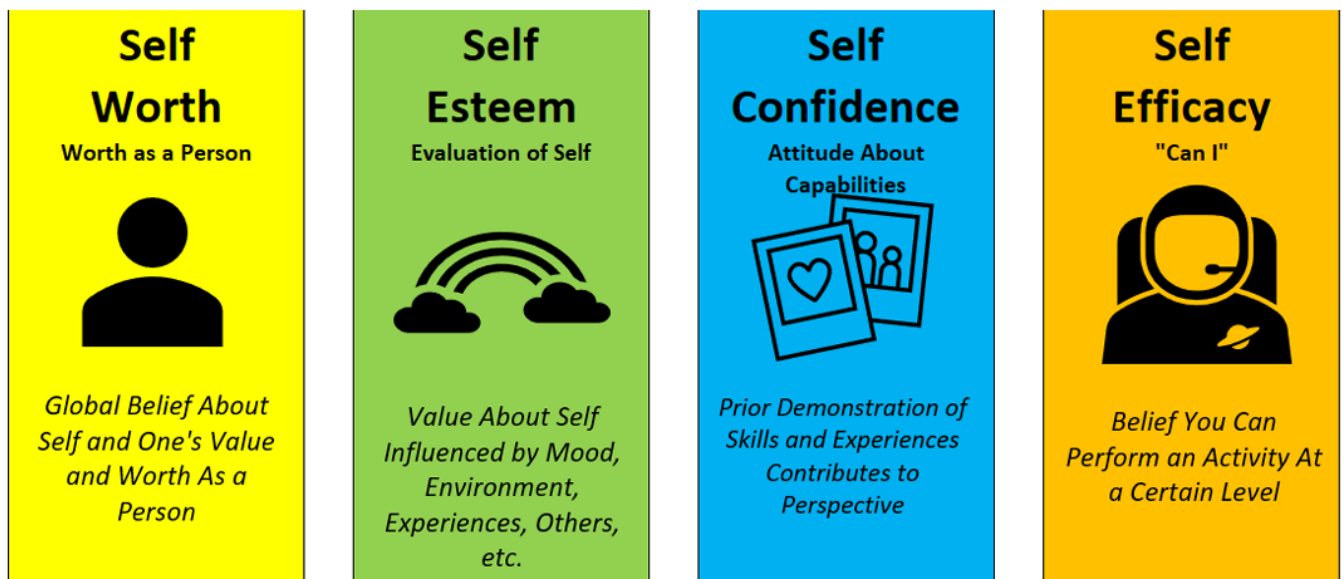 Self
Worth
Worth as a Person
Global Belief About
Self and One's Value
and Worth As a
Person
Self
Esteem
Evaluation of Self
Value About Self
Influenced by Mood,
Environment,
Experiences, Others,
etc.
Self
Confidence
Attitude About
Capabilities
Prior Demonstration of
Skills and Experiences
Contributes to
Perspective
Self
Efficacy
"Can I"
Belief You Can
Perform an Activity At
a Certain Level